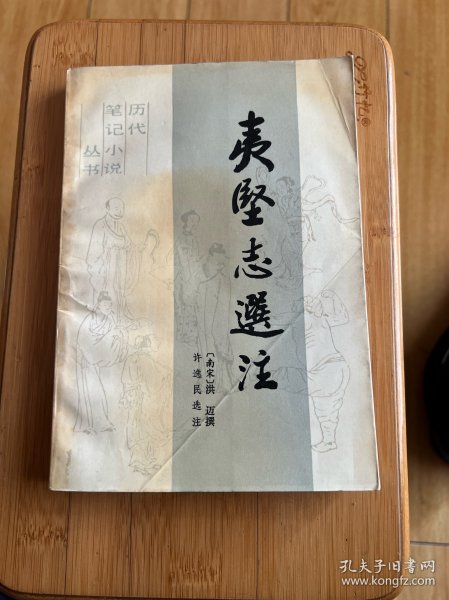 历代
笔记小说
丛书
夷坚志選注
〔南宋〕洪迈撰
许逸民选注
孔夫子旧书网
www.kongfz.com